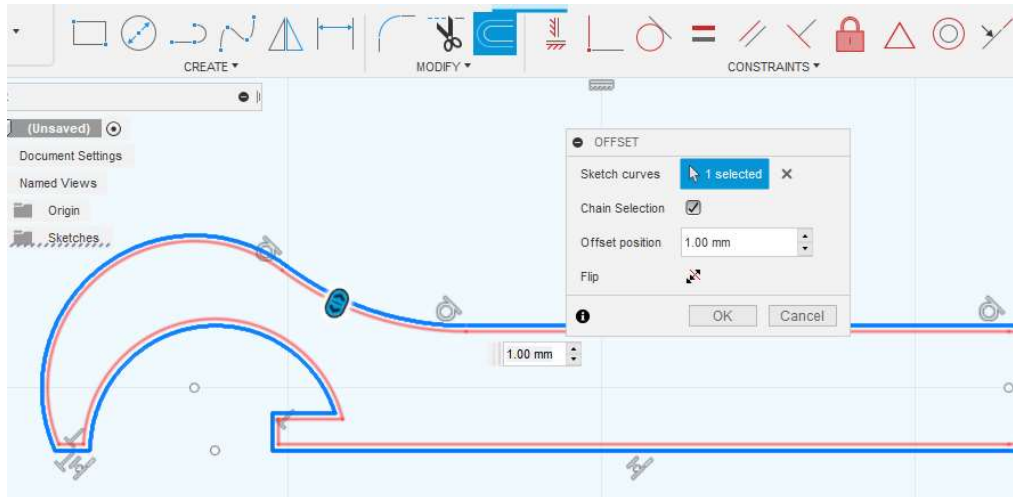 CREATE ▾
MODIFY ▾
CONSTRAINTS ▾
(Unsaved)
Document Settings
Named Views
Origin
Sketches
OFFSET
Sketch curves
1 selected
Chain Selection
Offset position
1.00 mm
Flip
OK
Cancel
1.00 mm